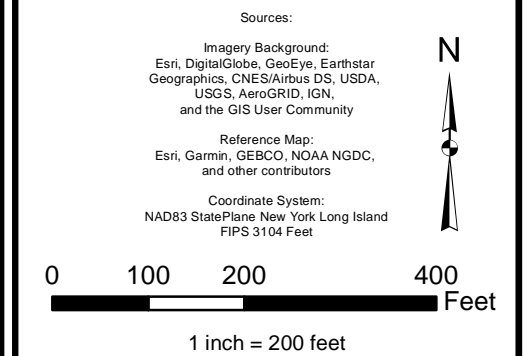 Sources:
Imagery Background:
Esri, DigitalGlobe, GeoEye, Earthstar
Geographics, CNES/Airbus DS, USDA,
USGS, AeroGRID, IGN,
and the GIS User Community
Reference Map:
Esri, Garmin, GEBCO, NOAA NGDC,
and other contributors
Coordinate System:
NAD83 StatePlane New York Long Island
FIPS 3104 Feet
N
0 100 200 400
Feet
1 inch = 200 feet